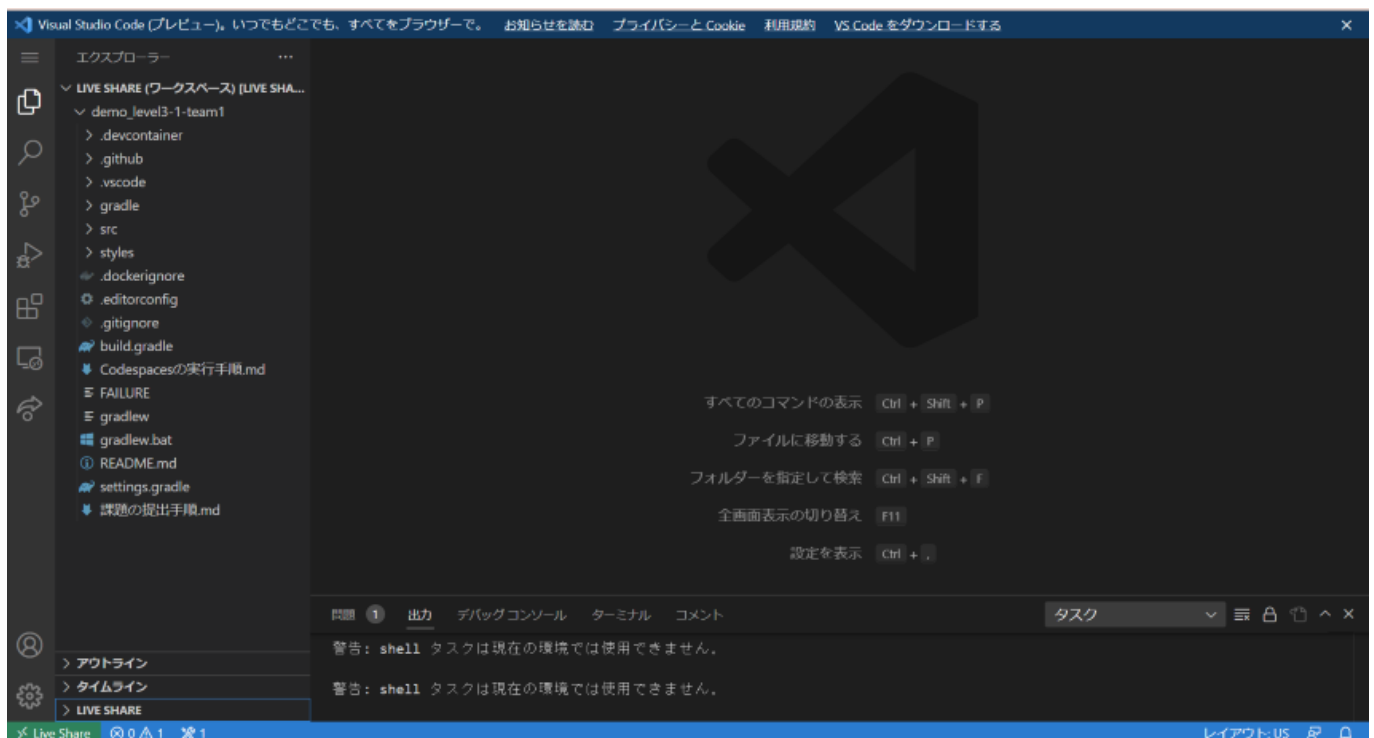 Visual Studio Code (プレビュー)。いつでもどこでも、すべてをブラウザーで。 お知らせを読む プライバシーと Cookie 利用規約 VS Code をダウンロードする
エクスプローラー
LIVE SHARE (ワークスペース) [LIVE SHA...
demo_level3-1-team1
.devcontainer
.github
.vscode
gradle
src
styles
.dockerignore
.editorconfig
.gitignore
build.gradle
Codespacesの実行手順.md
FAILURE
gradlew
gradlew.bat
README.md
settings.gradle
課題の提出手順.md
アウトライン
タイムライン
LIVE SHARE
すべてのコマンドの表示 Ctrl + Shift + P
ファイルに移動する Ctrl + P
フォルダーを指定して検索 Ctrl + Shift + F
全画面表示の切り替え F11
設定を表示 Ctrl + ,
問題 1 出力 デバッグ コンソール ターミナル コメント タスク
警告: shell タスクは現在の環境では使用できません。
警告: shell タスクは現在の環境では使用できません。
Live Share 0 1 1 レイアウト: US